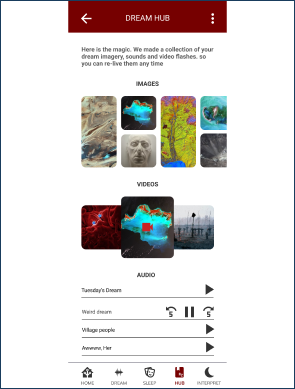 DREAM HUB
Here is the magic. We made a collection of your
dream imagery, sounds and video flashes. so
you can re-live them any time
IMAGES
VIDEOS
AUDIO
Tuesday's Dream
Weird dream
5
5
Village people
Awwww, Her
HOME
DREAM
SLEEP
HUB
INTERPRET